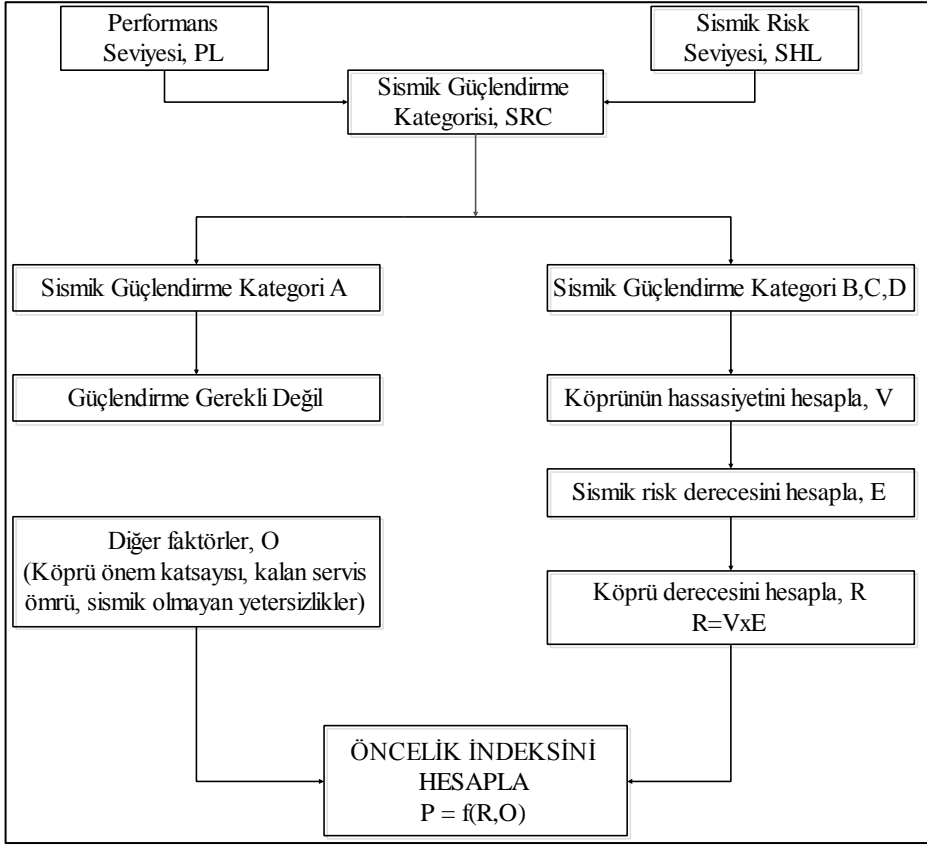 Performans
Seviyesi, PL
Sismik Risk
Seviyesi, SHL
Sismik Güçlendirme
Kategorisi, SRC
Sismik Güçlendirme Kategori A
Sismik Güçlendirme Kategori B,C,D
Güçlendirme Gerekli Değil
Köprünün hassasiyetini hesapla, V
Sismik risk derecesini hesapla, E
Diğer faktörler, O
(Köprü önem katsayısı, kalan servis
ömrü, sismik olmayan yetersizlikler)
Köprü derecesini hesapla, R
R=VxE
ÖNCELİK İNDEKSİNİ
HESAPLA
P = f(R,O)